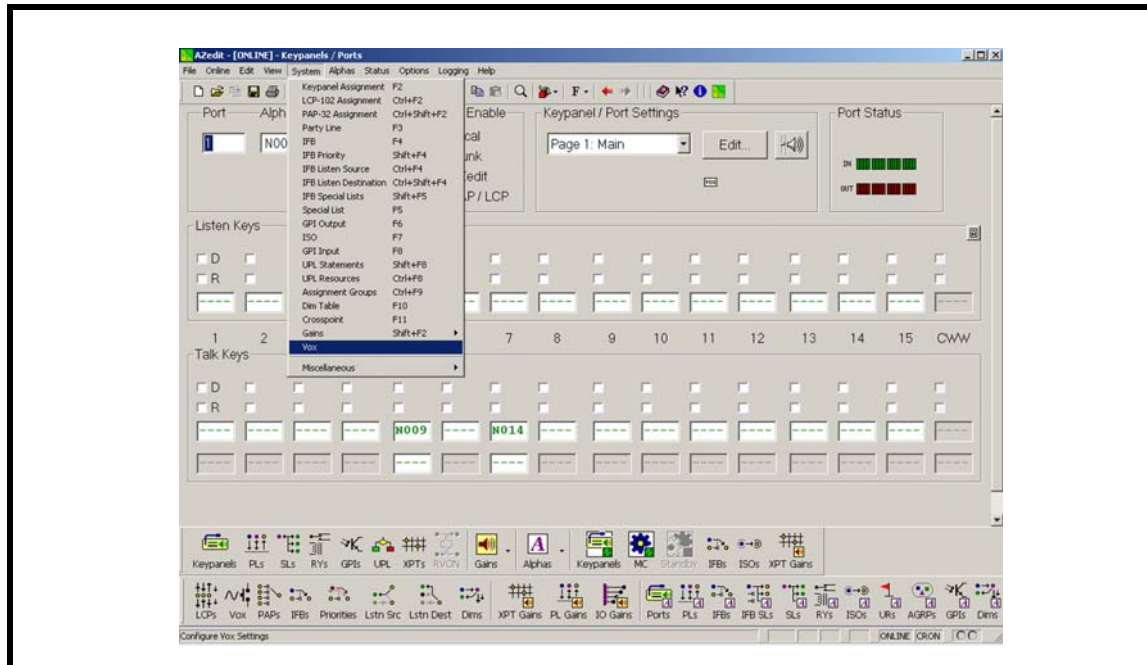 AZedit - [ONLINE] - Keypanels / Ports
File Online Edit View System Alphas Status Options Logging Help
Keypanel Assignment F2
LCP-102 Assignment Ctrl+F2
PAP-32 Assignment Ctrl+Shift+F2
Party Line F3
IFB F4
IFB Priority Shift+F4
IFB Listen Source Ctrl+F4
IFB Listen Destination Ctrl+Shift+F4
IFB Special Lists Shift+F5
Special List F5
GPI Output F6
ISO F7
GPI Input F8
UPL Statements Shift+F8
UPL Resources Ctrl+F8
Assignment Groups Ctrl+F9
Dim Table F10
Crosspoint F11
Gains Shift+F2
Vox
Miscellaneous
Port Alph Enable Keypanel / Port Settings Port Status
1 N00 cal Page 1: Main Edit...
unk
edit
AP / LCP
IN
OUT
Listen Keys
D
R
---- ---- ---- ---- ---- ---- ---- ---- ---- ---- ----
1 2 7 8 9 10 11 12 13 14 15 CWW
Talk Keys
D
R
---- ---- ---- ---- N009 ---- N014 ---- ---- ---- ---- ---- ---- ---- ---- ----
---- ---- ---- ---- ---- ---- ---- ---- ---- ---- ---- ---- ---- ---- ---- ----
Keypanels PLs SLs RYs GPIs UPL XPTs RVON Gains Alphas Keypanels MC Standby IFBs ISOs XPT Gains
LCPs Vox PAPs IFBs Priorities Lstn Src Lstn Dest Dims XPT Gains PL Gains IO Gains Ports PLs IFBs IFB SLs SLs RYs ISOs URs AGRPs GPIs Dims
Configure Vox Settings ONLINE CRON